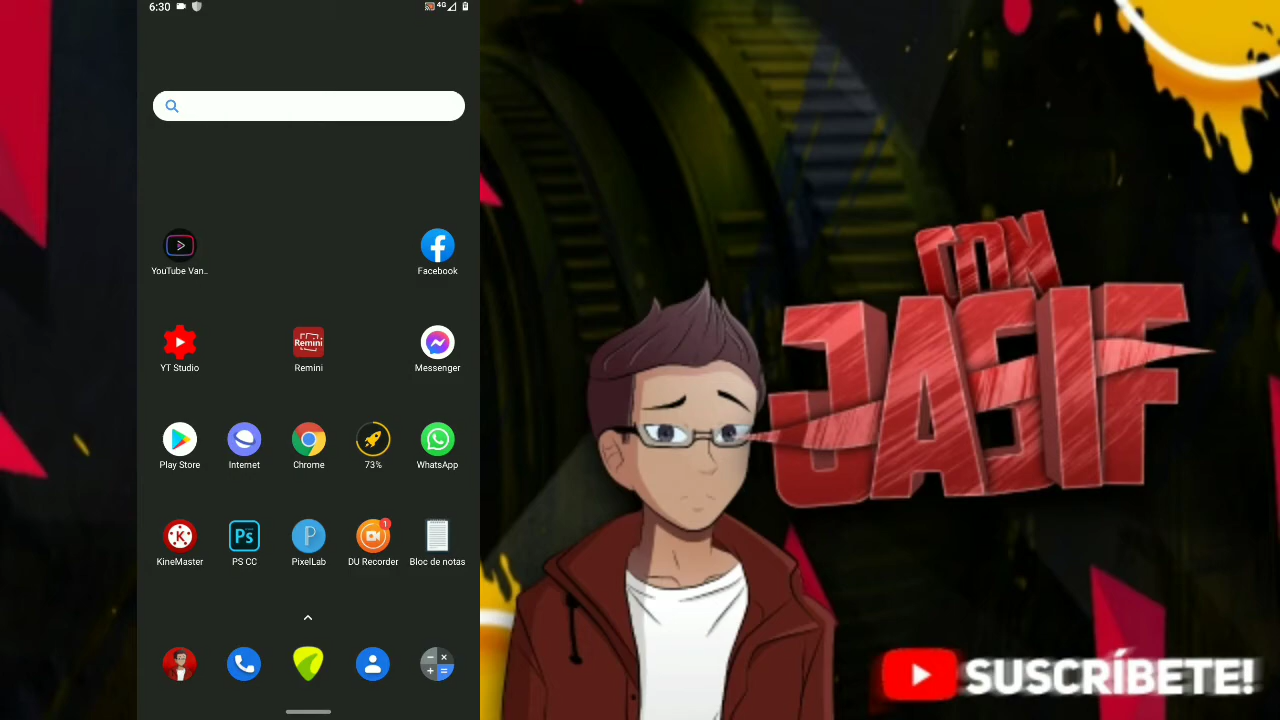 6:30
4G
YouTube Van..
Facebook
YT Studio
Remini
Remini
Messenger
Play Store
Internet
Chrome
73%
WhatsApp
K
Ps
P
1
KineMaster
PS CC
PixelLab
DU Recorder
Bloc de notas
CON
JASIF
SUSCRÍBETE!